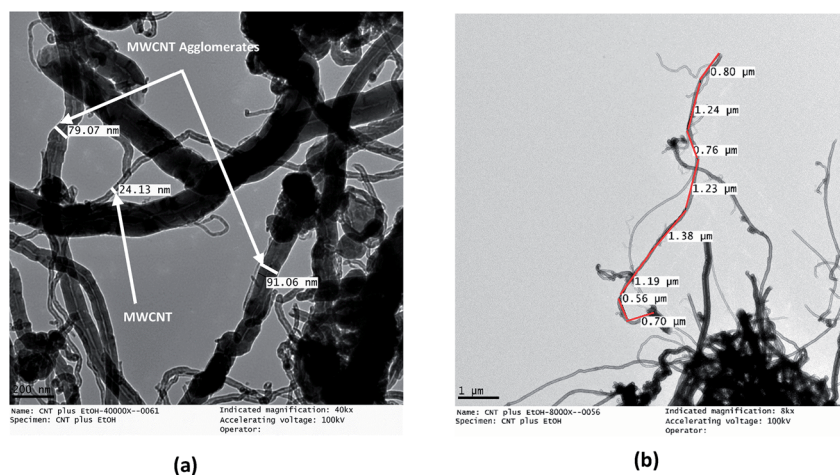 MWCNT Agglomerates
79.07 nm
24.13 nm
91.06 nm
MWCNT
200 nm
Name: CNT plus EtOH-40000X--0061
Specimen: CNT plus EtOH
Indicated magnification: 40kx
Accelerating voltage: 100kV
Operator:
(a)
0.80 µm
1.24 µm
0.76 µm
1.23 µm
1.38 µm
1.19 µm
0.56 µm
0.70 µm
1 µm
Name: CNT plus EtOH-8000X--0056
Specimen: CNT plus EtOH
Indicated magnification: 8kx
Accelerating voltage: 100kV
Operator:
(b)